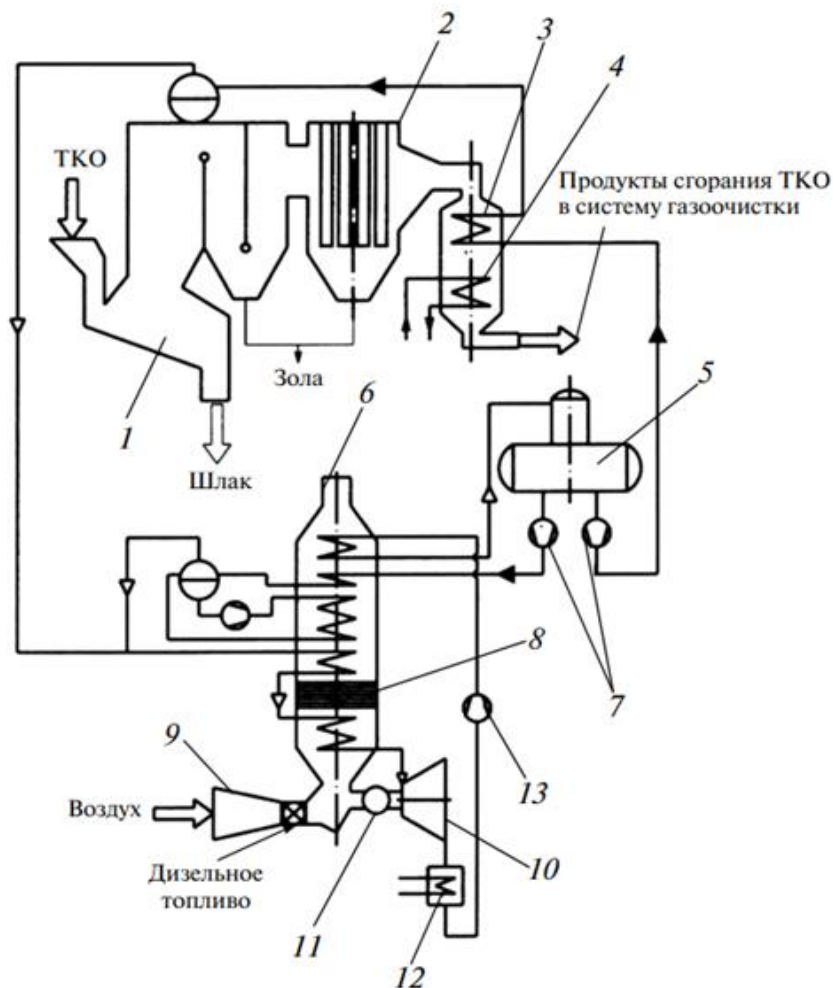 2
3
4
ТКО
Продукты сгорания ТКО
в систему газоочистки
Зола
1
6
5
Шлак
8
7
9
13
Воздух
10
Дизельное
топливо
11
12